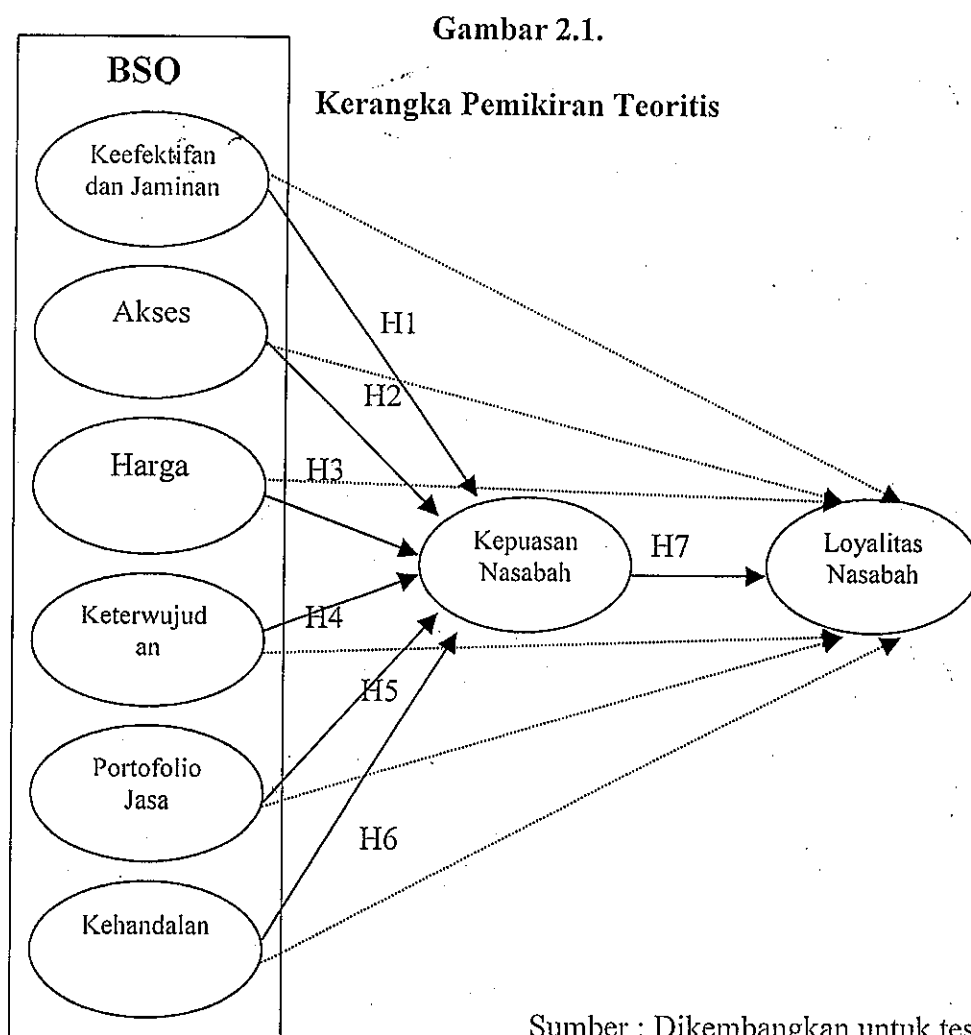 Gambar 2.1.
BSQ
Kerangka Pemikiran Teoritis
Keefektifan
dan Jaminan
Akses
H1
H2
Harga
H3
Kepuasan
Nasabah
H7
Loyalitas
Nasabah
Keterwujud
an
H4
H5
Portofolio
Jasa
H6
Kehandalan
Sumber : Dikembangkan untuk tes